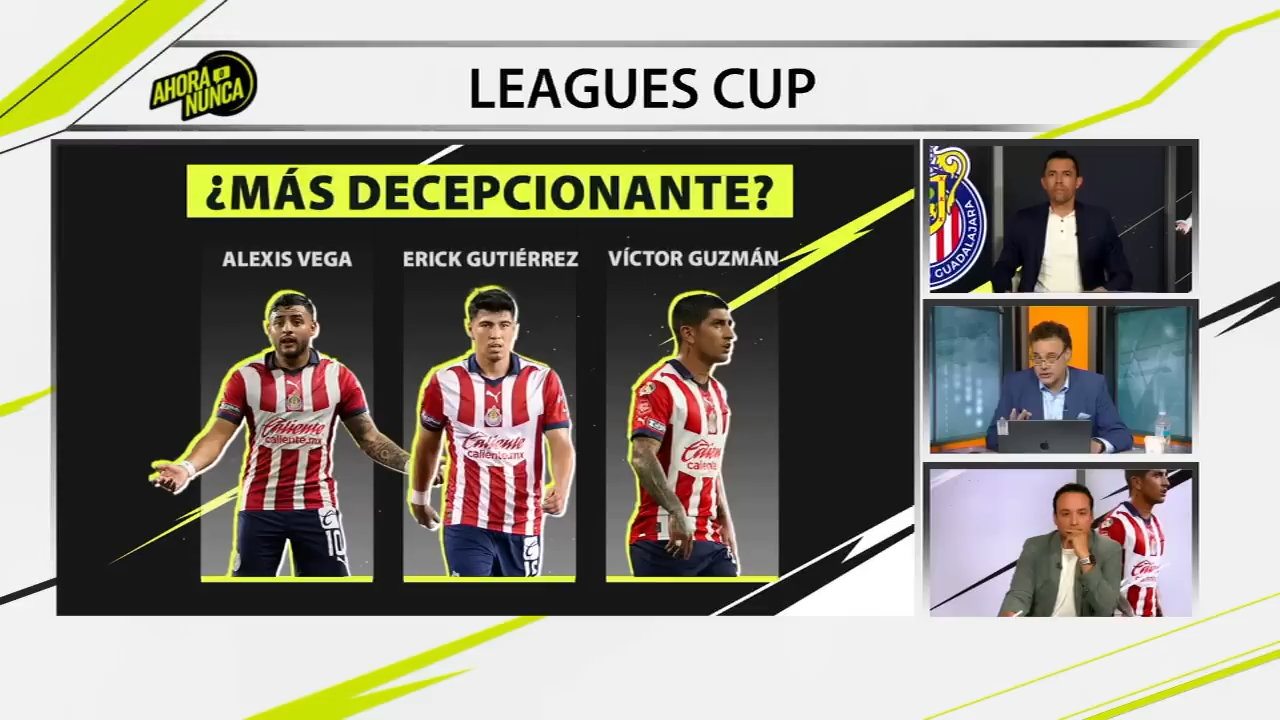 AHORA
O
NUNCA
LEAGUES CUP
¿MÁS DECEPCIONANTE?
ALEXIS VEGA
ERICK GUTIÉRREZ
VÍCTOR GUZMÁN
Caliente
caliente.mx
10
Caliente
caliente.mx
GUADALAJARA